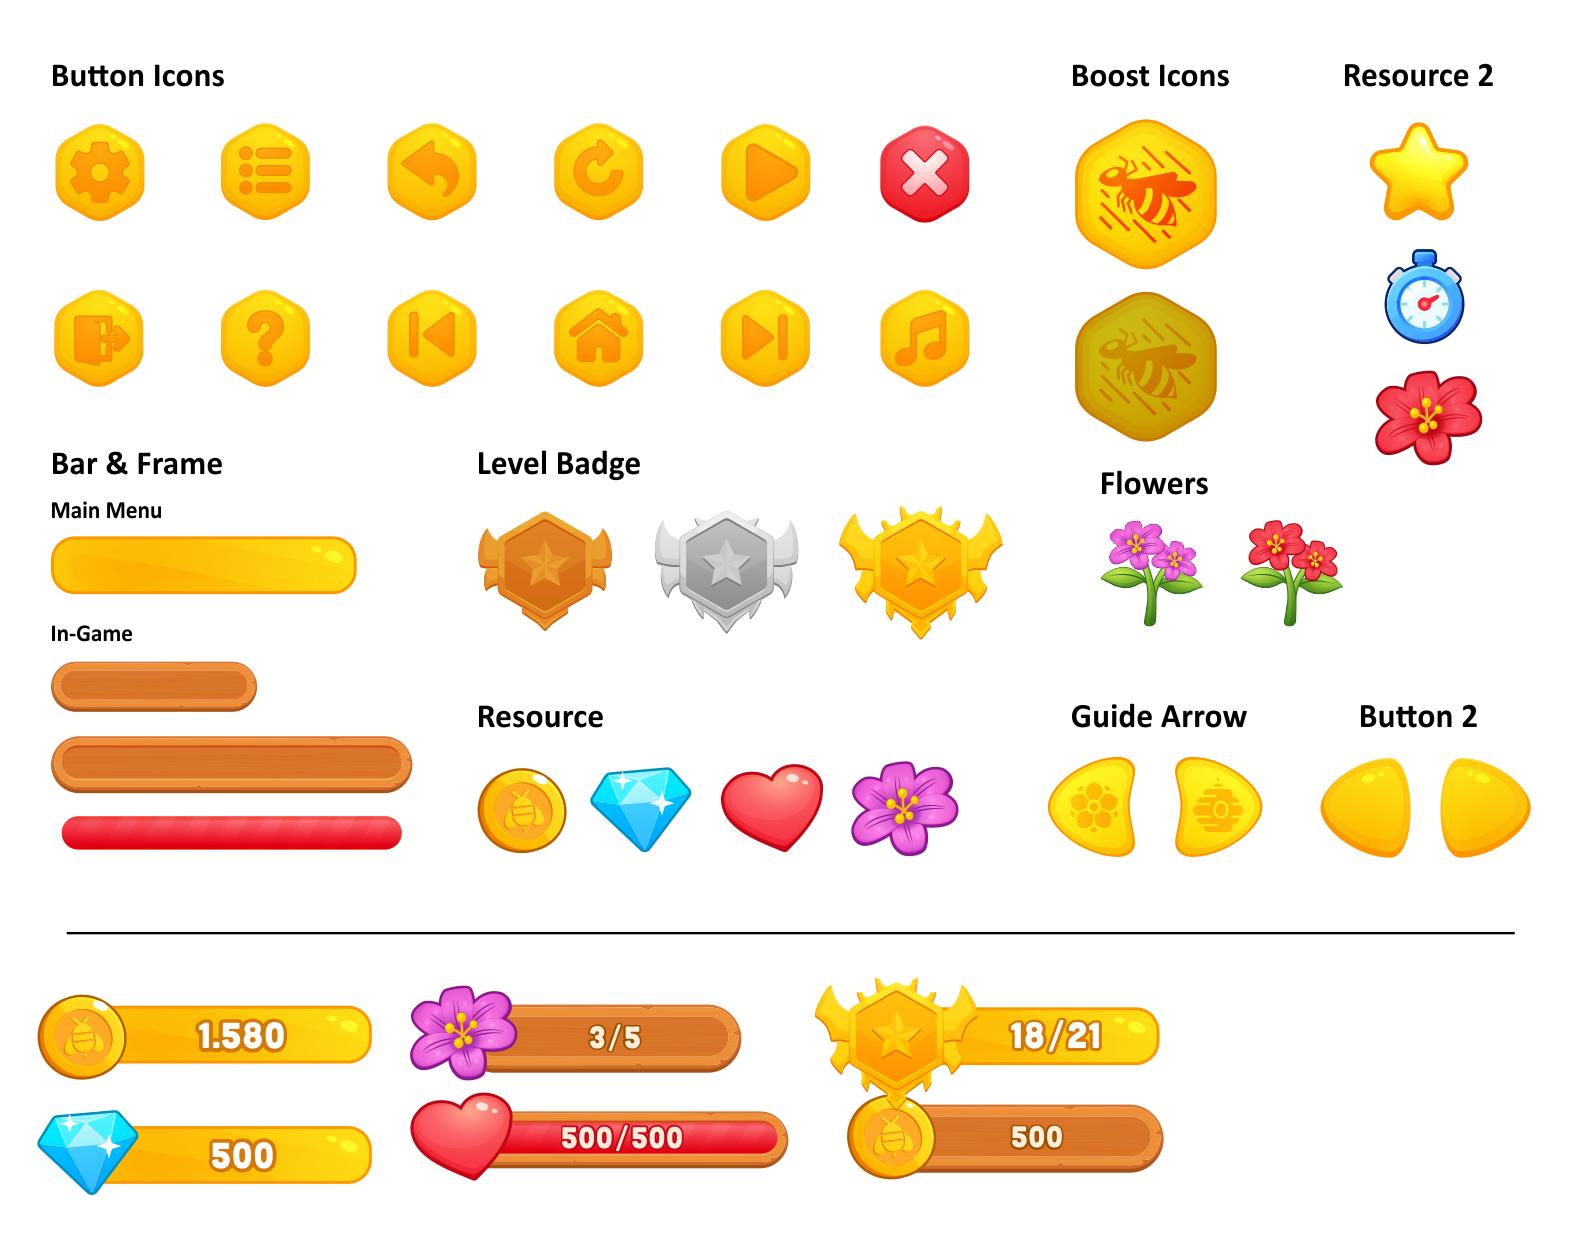 Button Icons
Boost Icons
Resource 2
Bar & Frame
Main Menu
In-Game
Level Badge
Flowers
Resource
Guide Arrow
Button 2
1.580
3/5
18/21
500
500/500
500